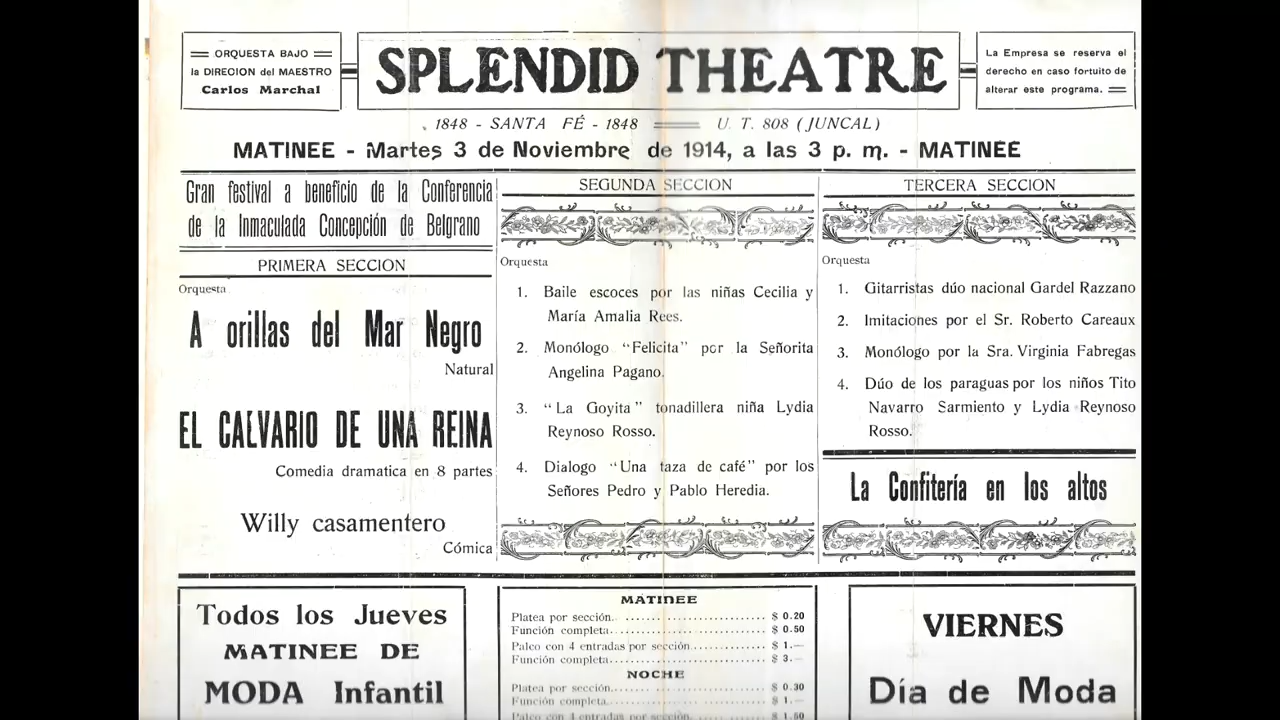 ORQUESTA BAJO
la DIRECION del MAESTRO
Carlos Marchal
SPLENDID THEATRE
La Empresa se reserva el
derecho en caso fortuito de
alterar este programa.
1848 - SANTA FÉ - 1848
U. T. 808 (JUNCAL)
MATINEE - Martes 3 de Noviembre de 1914, a las 3 p. m. - MATINEE
Gran festival a beneficio de la Conferencia
de la Inmaculada Concepción de Belgrano
PRIMERA SECCION
Orquesta
A orillas del Mar Negro
Natural
EL CALVARIO DE UNA REINA
Comedia dramatica en 8 partes
Willy casamentero
Cómica
SEGUNDA SECCION
Orquesta
1. Baile escoces por las niñas Cecilia y
María Amalia Rees.
2. Monólogo “Felicita” por la Señorita
Angelina Pagano.
3. “La Goyita” tonadillera niña Lydia
Reynoso Rosso.
4. Dialogo “Una taza de café” por los
Señores Pedro y Pablo Heredia.
TERCERA SECCION
Orquesta
1. Gitarristas dúo nacional Gardel Razzano
2. Imitaciones por el Sr. Roberto Careaux
3. Monólogo por la Sra. Virginia Fabregas
4. Dúo de los paraguas por los niños Tito
Navarro Sarmiento y Lydia Reynoso
Rosso.
La Confitería en los altos
Todos los Jueves
MATINEE DE
MODA Infantil
MATINEE
Platea por sección. $ 0.20
Función completa. $ 0.50
Palco con 4 entradas por sección. $ 1.—
Función completa. $ 3.—
NOCHE
Platea por sección. $ 0.30
Función completa. $ 1.—
Palco con 4 entradas por sección. $ 1.50
VIERNES
Día de Moda